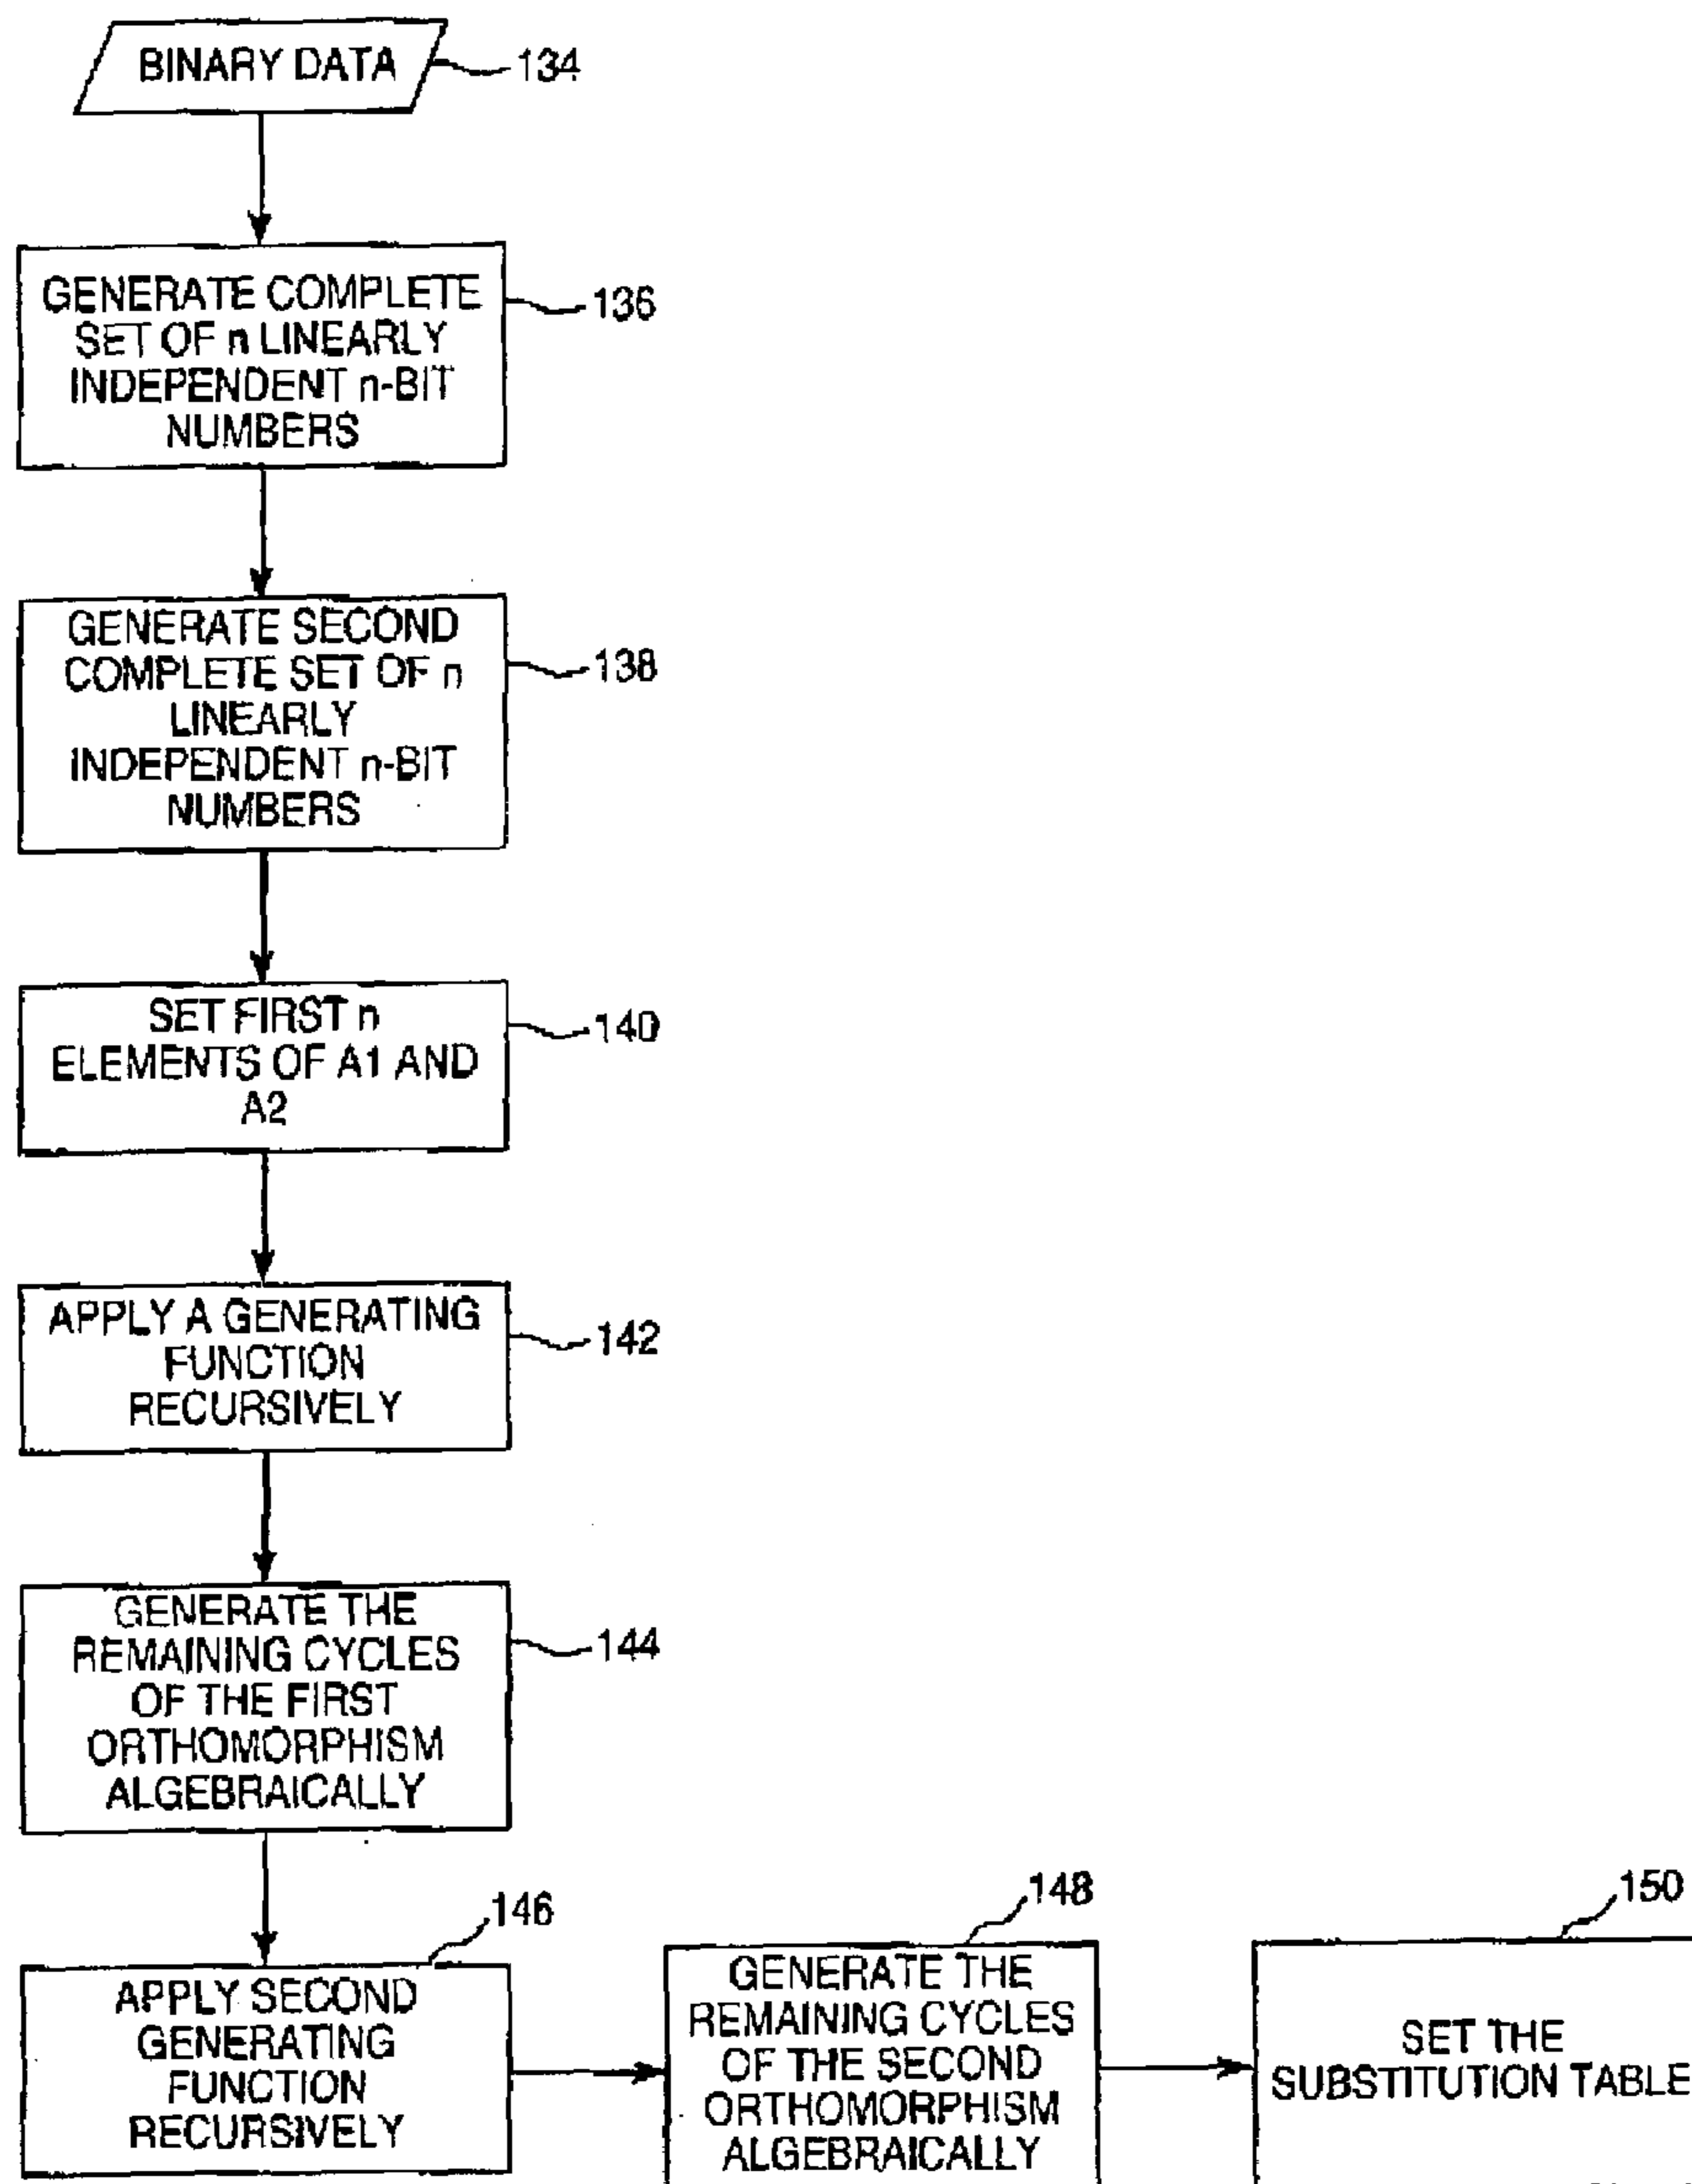 BINARY DATA
134
GENERATE COMPLETE
SET OF n LINEARLY
INDEPENDENT n-BIT
NUMBERS
136
GENERATE SECOND
COMPLETE SET OF n
LINEARLY
INDEPENDENT n-BIT
NUMBERS
138
SET FIRST n
ELEMENTS OF A1 AND
A2
140
APPLY A GENERATING
FUNCTION
RECURSIVELY
142
GENERATE THE
REMAINING CYCLES
OF THE FIRST
ORTHOMORPHISM
ALGEBRAICALLY
144
APPLY SECOND
GENERATING
FUNCTION
RECURSIVELY
146
GENERATE THE
REMAINING CYCLES
OF THE SECOND
ORTHOMORPHISM
ALGEBRAICALLY
148
SET THE
SUBSTITUTION TABLE
150